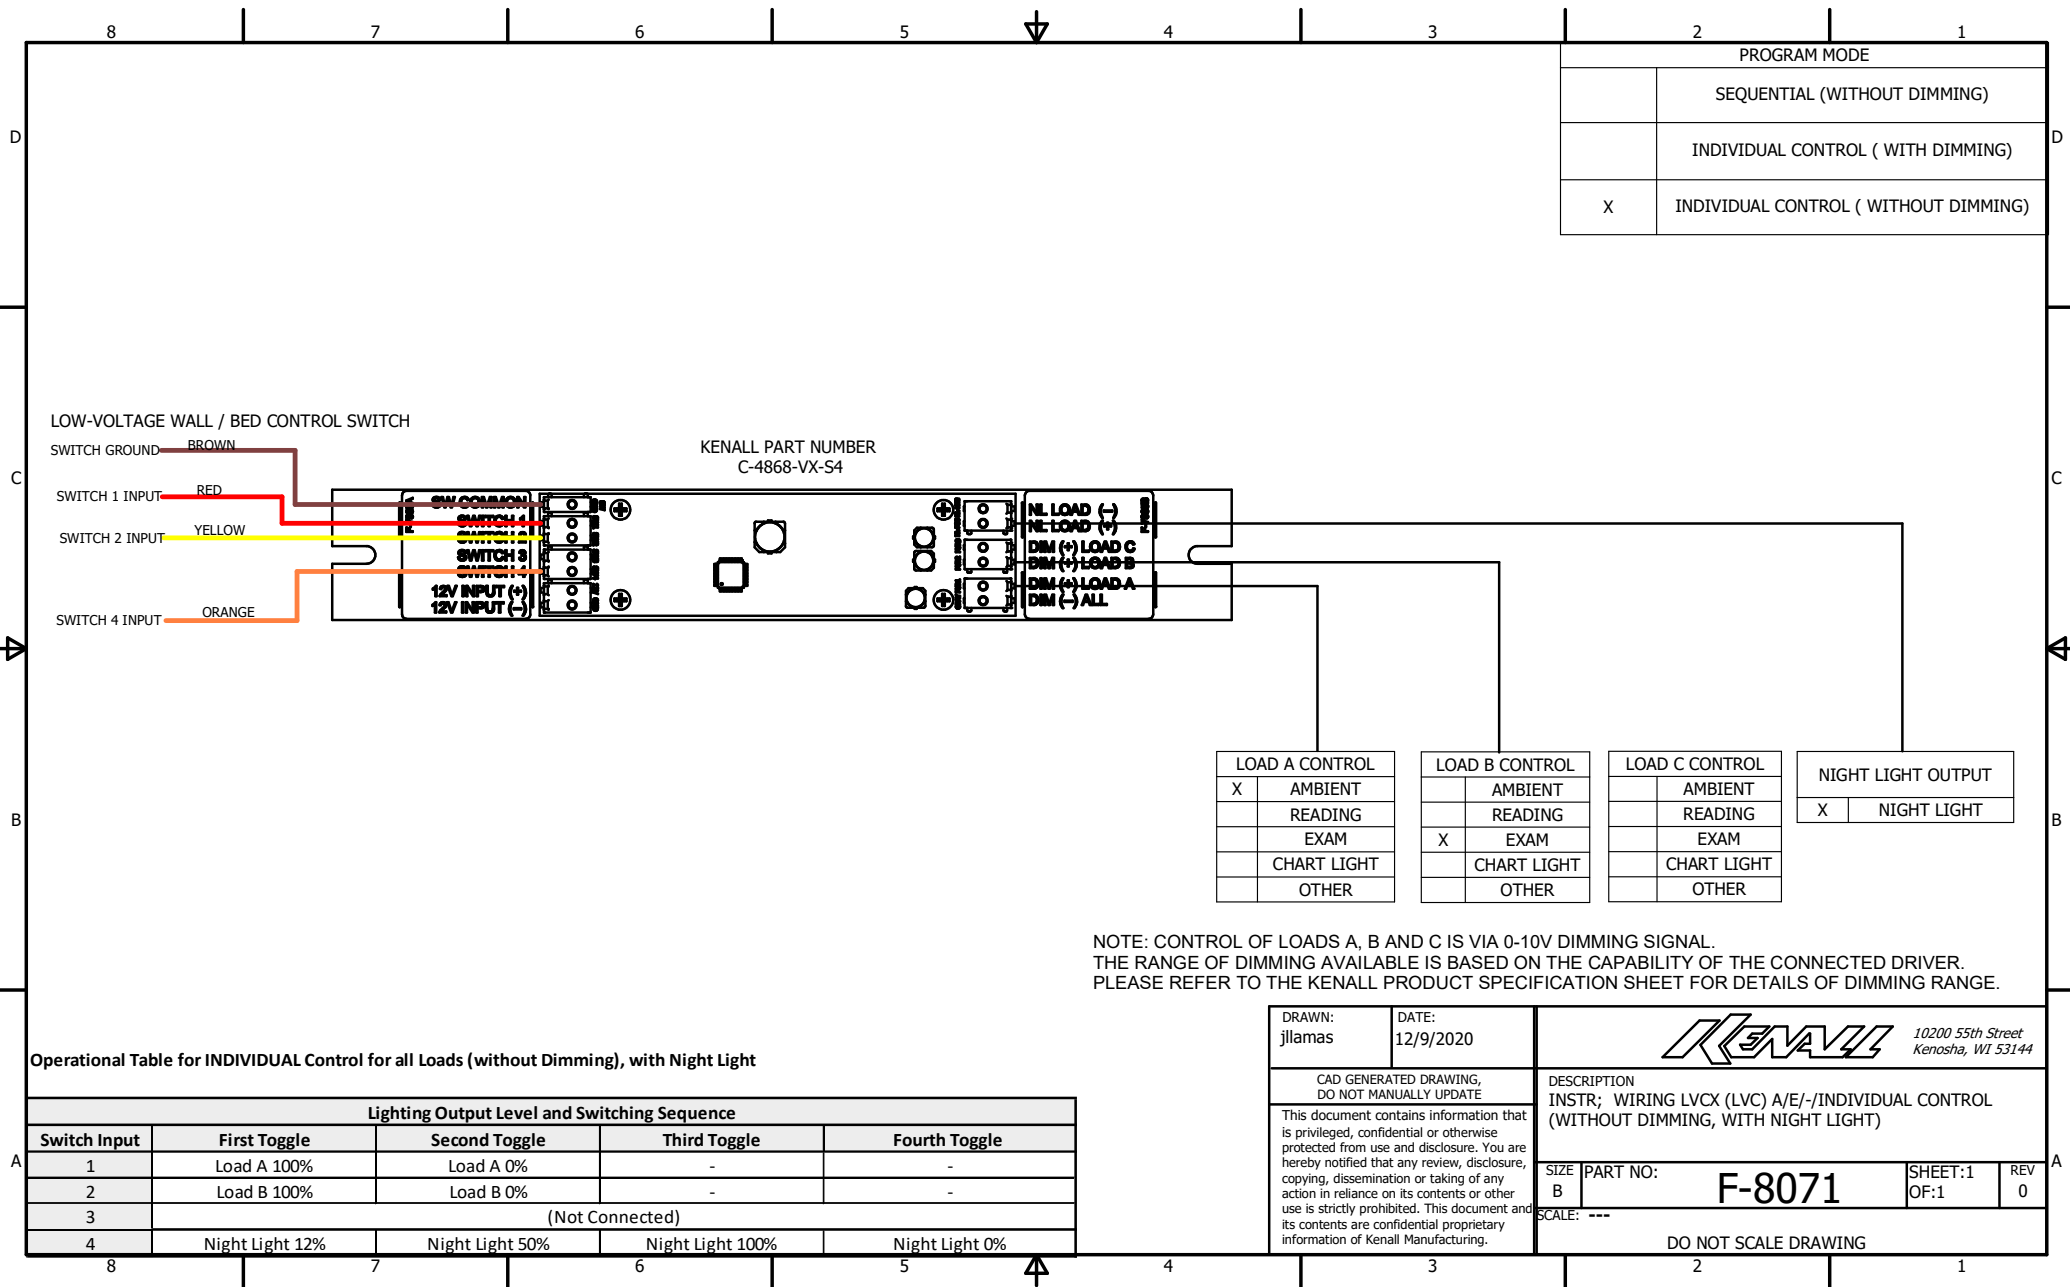 8 7 6 5 4 3 2 1
PROGRAM MODE
SEQUENTIAL (WITHOUT DIMMING)
D D
INDIVIDUAL CONTROL ( WITH DIMMING)
X INDIVIDUAL CONTROL ( WITHOUT DIMMING)
LOW-VOLTAGE WALL / BED CONTROL SWITCH
SWITCH GROUND BROWN
KENALL PART NUMBER
C-4868-VX-S4
C C
SWITCH 1 INPUT RED
SWITCH 2 INPUT YELLOW
SWITCH 4 INPUT ORANGE
SW COMMON
SWITCH 1
SWITCH 2
SWITCH 3
SWITCH 4
12V INPUT (+)
12V INPUT (-)
NL LOAD (-)
NL LOAD (+)
DIM (+) LOAD C
DIM (+) LOAD B
DIM (+) LOAD A
DIM (-) ALL
LOAD A CONTROL
X AMBIENT
READING
EXAM
CHART LIGHT
OTHER
LOAD B CONTROL
AMBIENT
READING
X EXAM
CHART LIGHT
OTHER
LOAD C CONTROL
AMBIENT
READING
EXAM
CHART LIGHT
OTHER
NIGHT LIGHT OUTPUT
X NIGHT LIGHT
B B
NOTE: CONTROL OF LOADS A, B AND C IS VIA 0-10V DIMMING SIGNAL.
THE RANGE OF DIMMING AVAILABLE IS BASED ON THE CAPABILITY OF THE CONNECTED DRIVER.
PLEASE REFER TO THE KENALL PRODUCT SPECIFICATION SHEET FOR DETAILS OF DIMMING RANGE.
Operational Table for INDIVIDUAL Control for all Loads (without Dimming), with Night Light
Lighting Output Level and Switching Sequence
Switch Input First Toggle Second Toggle Third Toggle Fourth Toggle
1 Load A 100% Load A 0% - -
2 Load B 100% Load B 0% - -
3 (Not Connected)
4 Night Light 12% Night Light 50% Night Light 100% Night Light 0%
A A
DRAWN:
jllamas
DATE:
12/9/2020
CAD GENERATED DRAWING,
DO NOT MANUALLY UPDATE
This document contains information that
is privileged, confidential or otherwise
protected from use and disclosure. You are
hereby notified that any review, disclosure,
copying, dissemination or taking of any
action in reliance on its contents or other
use is strictly prohibited. This document and
its contents are confidential proprietary
information of Kenall Manufacturing.
KENALL
10200 55th Street
Kenosha, WI 53144
DESCRIPTION
INSTR; WIRING LVCX (LVC) A/E/-/INDIVIDUAL CONTROL
(WITHOUT DIMMING, WITH NIGHT LIGHT)
SIZE
B
PART NO: F-8071
SHEET:1
OF:1
REV
0
SCALE: ---
DO NOT SCALE DRAWING
8 7 6 5 4 3 2 1